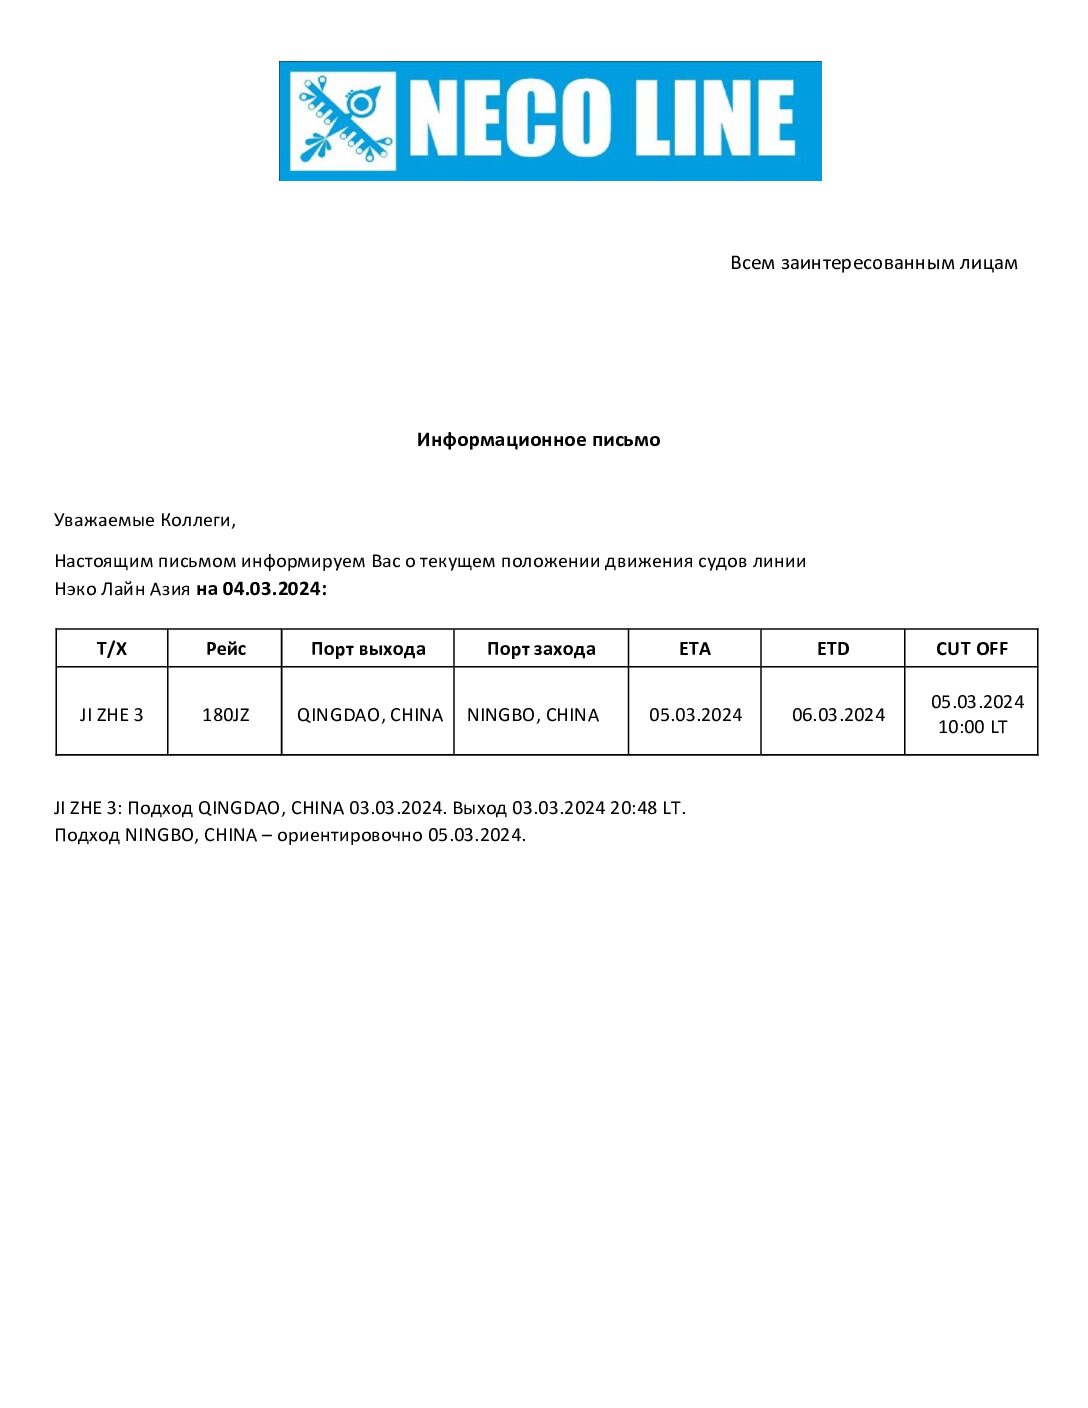 NECO LINE
Всем заинтересованным лицам
Информационное письмо
Уважаемые Коллеги,
Настоящим письмом информируем Вас о текущем положении движения судов линии
Нэко Лайн Азия на 04.03.2024:
Т/Х Рейс Порт выхода Порт захода ETA ETD CUT OFF
JI ZHE 3 180JZ QINGDAO, CHINA NINGBO, CHINA 05.03.2024 06.03.2024 05.03.2024
10:00 LT
JI ZHE 3: Подход QINGDAO, CHINA 03.03.2024. Выход 03.03.2024 20:48 LT.
Подход NINGBO, CHINA – ориентировочно 05.03.2024.